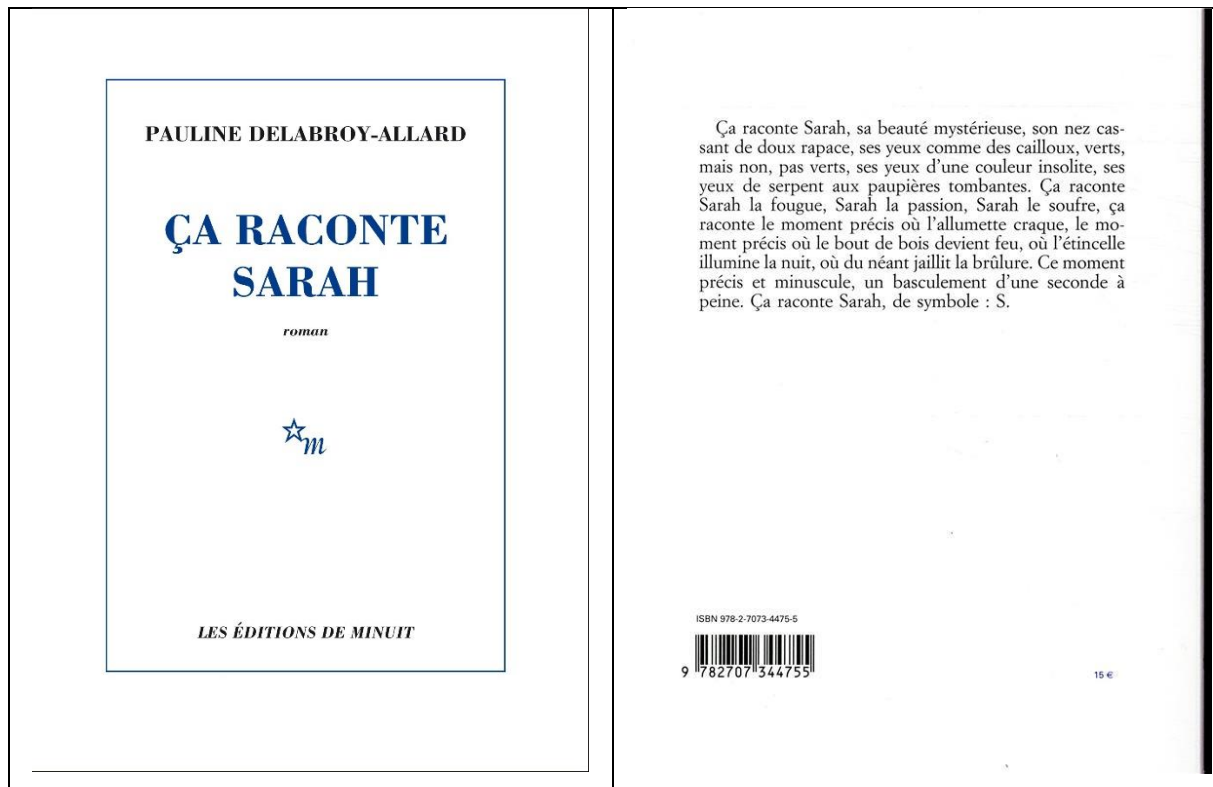 PAULINE DELABROY-ALLARD
ÇA RACONTE
SARAH
roman
m
LES ÉDITIONS DE MINUIT
Ça raconte Sarah, sa beauté mystérieuse, son nez cas-
sant de doux rapace, ses yeux comme des cailloux, verts,
mais non, pas verts, ses yeux d’une couleur insolite, ses
yeux de serpent aux paupières tombantes. Ça raconte
Sarah la fougue, Sarah la passion, Sarah le soufre, ça
raconte le moment précis où l’allumette craque, le mo-
ment précis où le bout de bois devient feu, où l’étincelle
illumine la nuit, où du néant jaillit la brûlure. Ce moment
précis et minuscule, un basculement d’une seconde à
peine. Ça raconte Sarah, de symbole : S.
ISBN 978-2-7073-4475-5
9 782707 344755
15 €